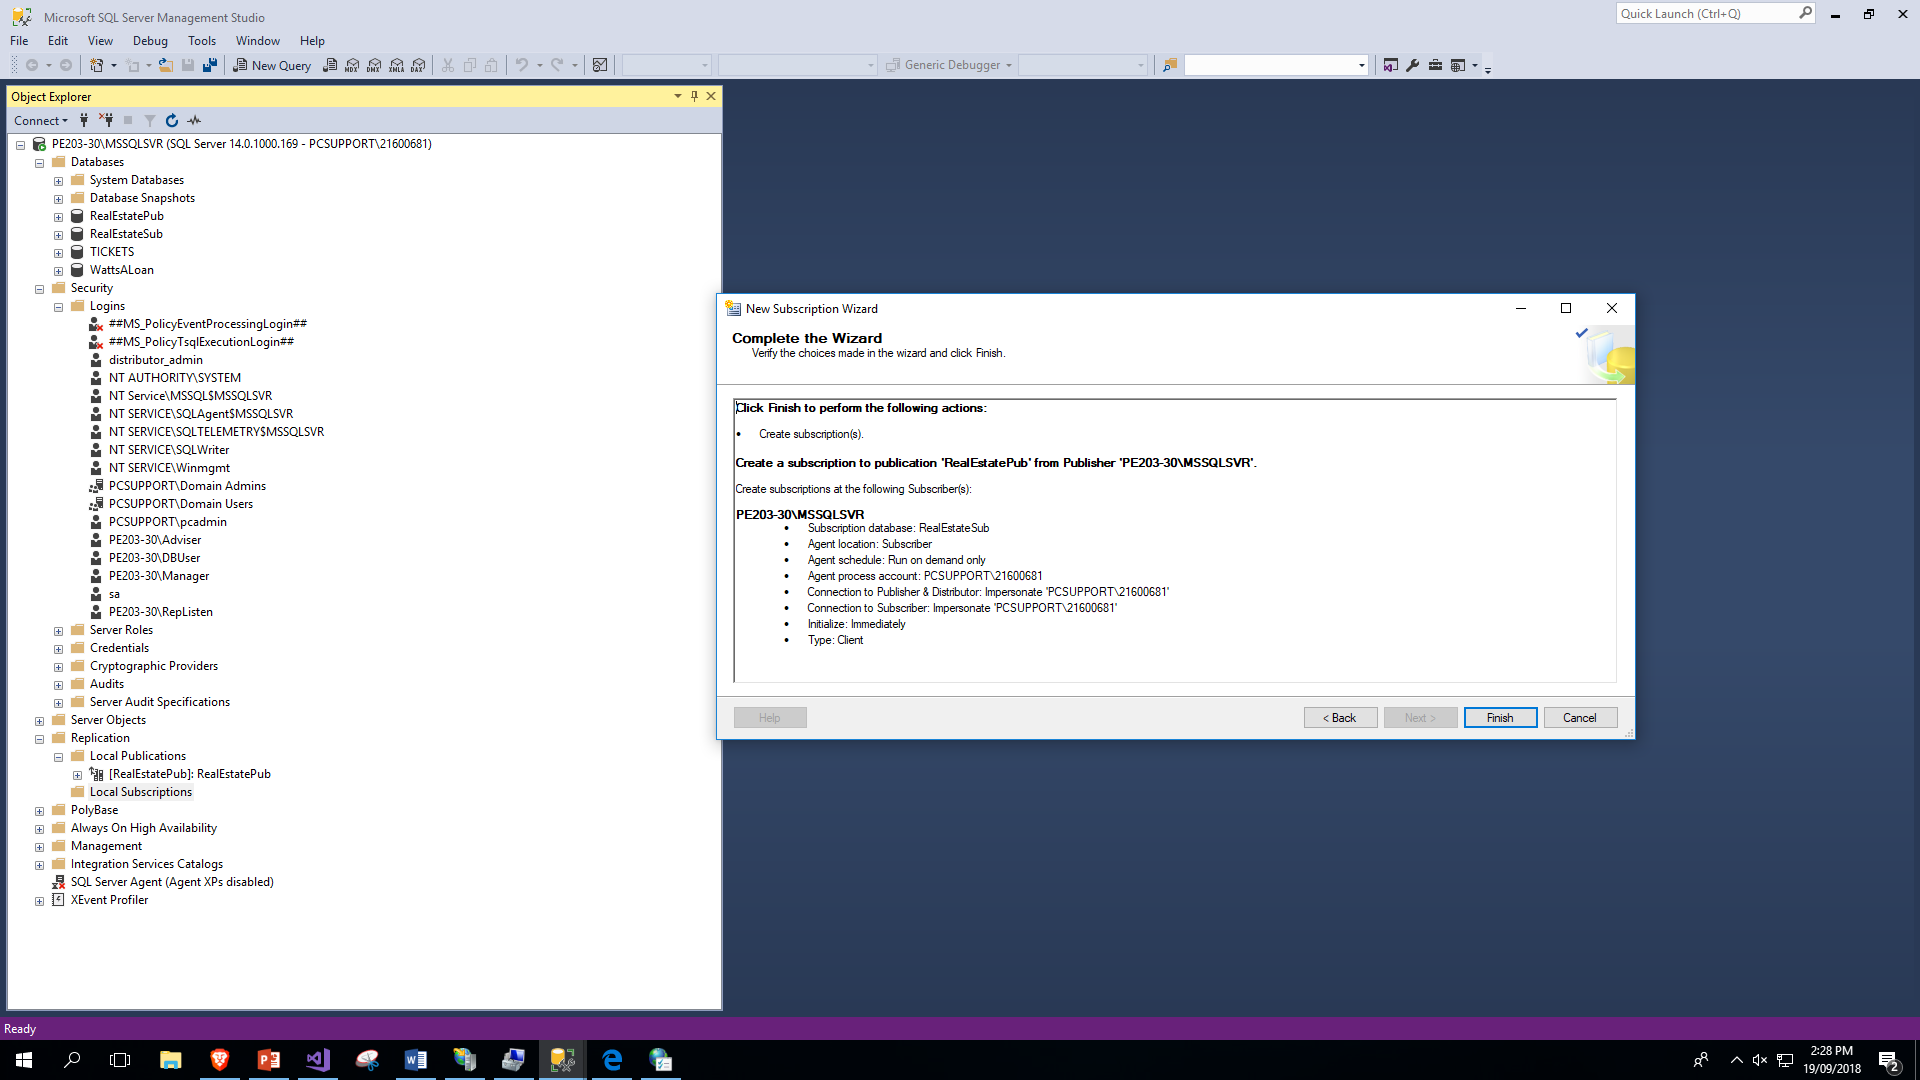 Microsoft SQL Server Management Studio
Quick Launch (Ctrl+Q)
File Edit View Debug Tools Window Help
New Query
MDX DMX XMLA DAX
Generic Debugger
Object Explorer
Connect
PE203-30\MSSQLSVR (SQL Server 14.0.1000.169 - PCSUPPORT\21600681)
Databases
System Databases
Database Snapshots
RealEstatePub
RealEstateSub
TICKETS
WattsALoan
Security
Logins
##MS_PolicyEventProcessingLogin##
##MS_PolicyTsqlExecutionLogin##
distributor_admin
NT AUTHORITY\SYSTEM
NT Service\MSSQL$MSSQLSVR
NT SERVICE\SQLAgent$MSSQLSVR
NT SERVICE\SQLTELEMETRY$MSSQLSVR
NT SERVICE\SQLWriter
NT SERVICE\Winmgmt
PCSUPPORT\Domain Admins
PCSUPPORT\Domain Users
PCSUPPORT\pcadmin
PE203-30\Adviser
PE203-30\DBUser
PE203-30\Manager
sa
PE203-30\RepListen
Server Roles
Credentials
Cryptographic Providers
Audits
Server Audit Specifications
Server Objects
Replication
Local Publications
[RealEstatePub]: RealEstatePub
Local Subscriptions
PolyBase
Always On High Availability
Management
Integration Services Catalogs
SQL Server Agent (Agent XPs disabled)
XEvent Profiler
New Subscription Wizard
Complete the Wizard
Verify the choices made in the wizard and click Finish.
Click Finish to perform the following actions:
• Create subscription(s).
Create a subscription to publication 'RealEstatePub' from Publisher 'PE203-30\MSSQLSVR'.
Create subscriptions at the following Subscriber(s):
PE203-30\MSSQLSVR
• Subscription database: RealEstateSub
• Agent location: Subscriber
• Agent schedule: Run on demand only
• Agent process account: PCSUPPORT\21600681
• Connection to Publisher & Distributor: Impersonate 'PCSUPPORT\21600681'
• Connection to Subscriber: Impersonate 'PCSUPPORT\21600681'
• Initialize: Immediately
• Type: Client
Help < Back Next > Finish Cancel
Ready
2:28 PM
19/09/2018
2